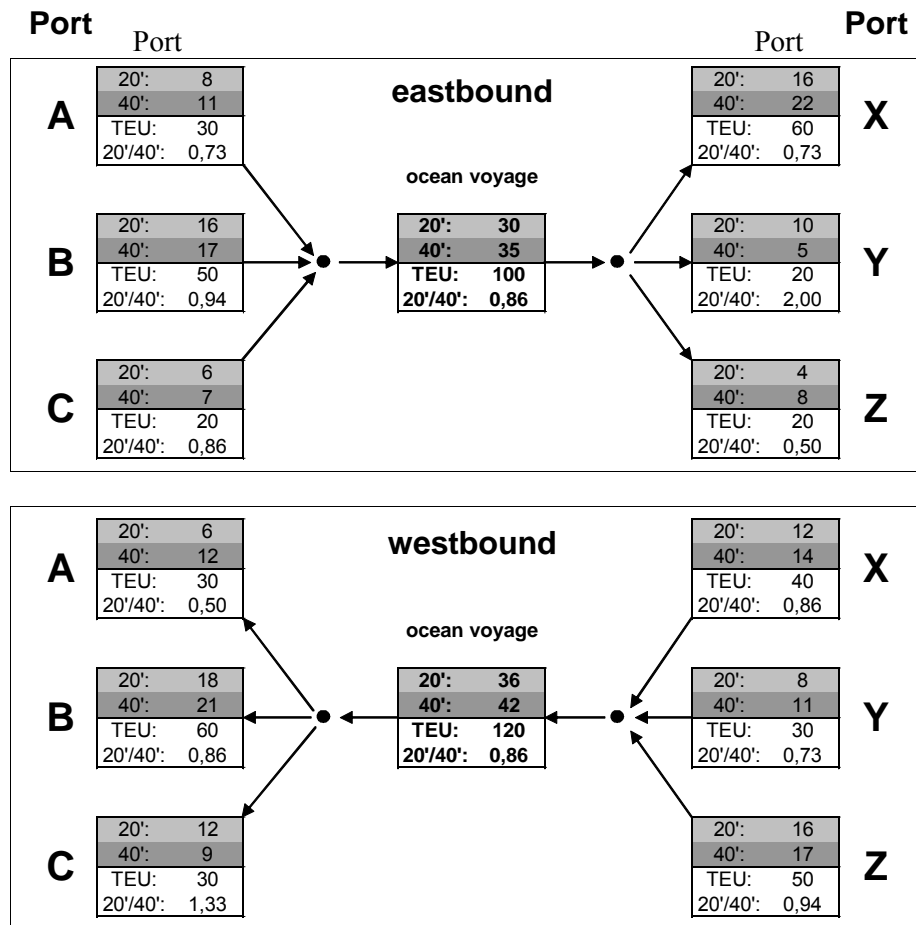 Port Port
Port Port
eastbound
A
20': 8
40': 11
TEU: 30
20'/40': 0,73
20': 16
40': 22
TEU: 60
20'/40': 0,73
X
ocean voyage
B
20': 16
40': 17
TEU: 50
20'/40': 0,94
20': 30
40': 35
TEU: 100
20'/40': 0,86
20': 10
40': 5
TEU: 20
20'/40': 2,00
Y
C
20': 6
40': 7
TEU: 20
20'/40': 0,86
20': 4
40': 8
TEU: 20
20'/40': 0,50
Z
westbound
A
20': 6
40': 12
TEU: 30
20'/40': 0,50
20': 12
40': 14
TEU: 40
20'/40': 0,86
X
ocean voyage
B
20': 18
40': 21
TEU: 60
20'/40': 0,86
20': 36
40': 42
TEU: 120
20'/40': 0,86
20': 8
40': 11
TEU: 30
20'/40': 0,73
Y
C
20': 12
40': 9
TEU: 30
20'/40': 1,33
20': 16
40': 17
TEU: 50
20'/40': 0,94
Z